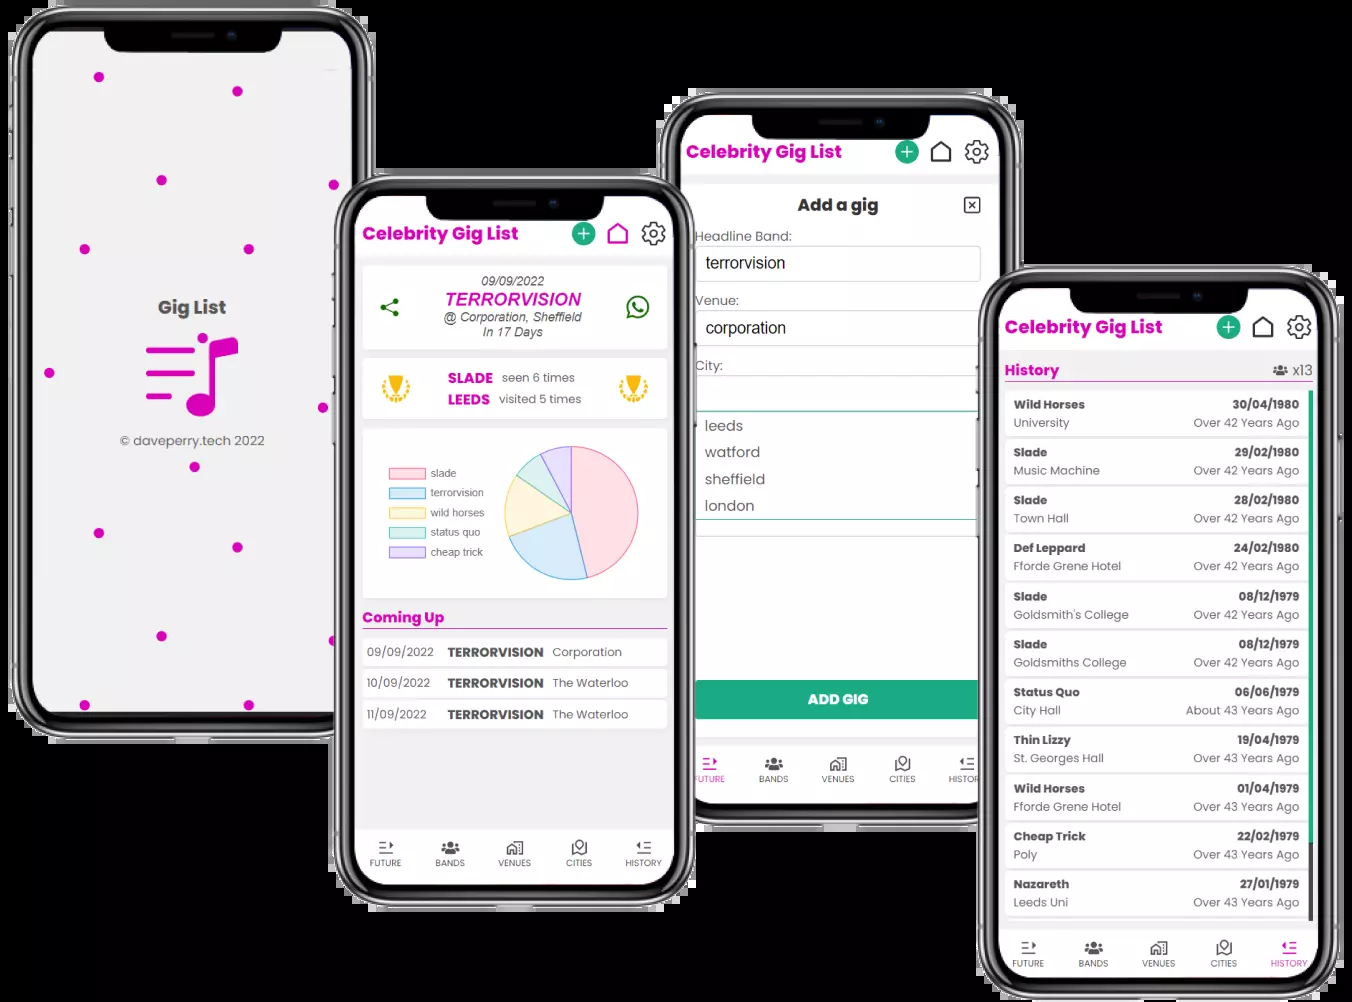 Gig List
© daveperry.tech 2022
Celebrity Gig List
09/09/2022
TERRORVISION
@ Corporation, Sheffield
In 17 Days
SLADE seen 6 times
LEEDS visited 5 times
slade
terrorvision
wild horses
status quo
cheap trick
Coming Up
09/09/2022 TERRORVISION Corporation
10/09/2022 TERRORVISION The Waterloo
11/09/2022 TERRORVISION The Waterloo
FUTURE BANDS VENUES CITIES HISTORY
Celebrity Gig List
Add a gig
Headline Band:
terrorvision
Venue:
corporation
City:
leeds
watford
sheffield
london
ADD GIG
FUTURE BANDS VENUES CITIES HISTOR
Celebrity Gig List
History x13
Wild Horses 30/04/1980
University Over 42 Years Ago
Slade 29/02/1980
Music Machine Over 42 Years Ago
Slade 28/02/1980
Town Hall Over 42 Years Ago
Def Leppard 24/02/1980
Fforde Grene Hotel Over 42 Years Ago
Slade 08/12/1979
Goldsmith's College Over 42 Years Ago
Slade 08/12/1979
Goldsmiths College Over 42 Years Ago
Status Quo 06/06/1979
City Hall About 43 Years Ago
Thin Lizzy 19/04/1979
St. Georges Hall Over 43 Years Ago
Wild Horses 01/04/1979
Fforde Grene Hotel Over 43 Years Ago
Cheap Trick 22/02/1979
Poly Over 43 Years Ago
Nazareth 27/01/1979
Leeds Uni Over 43 Years Ago
FUTURE BANDS VENUES CITIES HISTORY